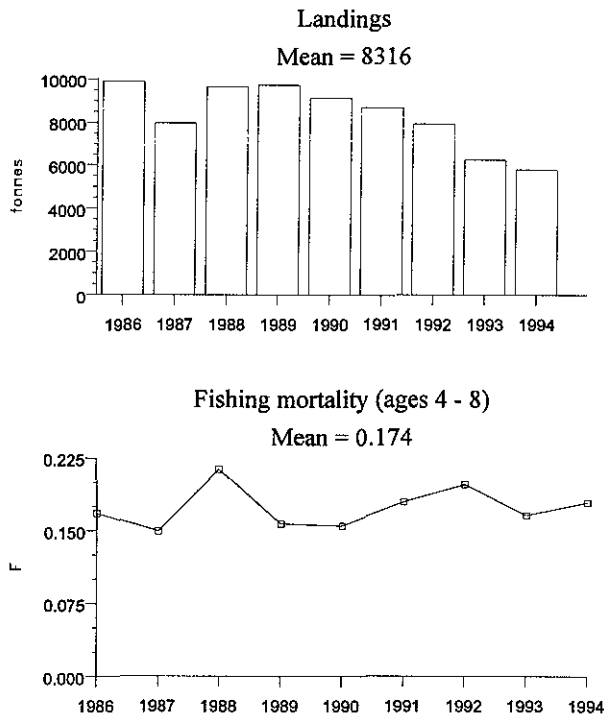 Landings
Mean = 8316
10000
8000
6000
4000
2000
0
tonnes
1986 1987 1988 1989 1990 1991 1992 1993 1994
Fishing mortality (ages 4 - 8)
Mean = 0.174
0.225
0.150
0.075
0.000
F
1986 1987 1988 1989 1990 1991 1992 1993 1994